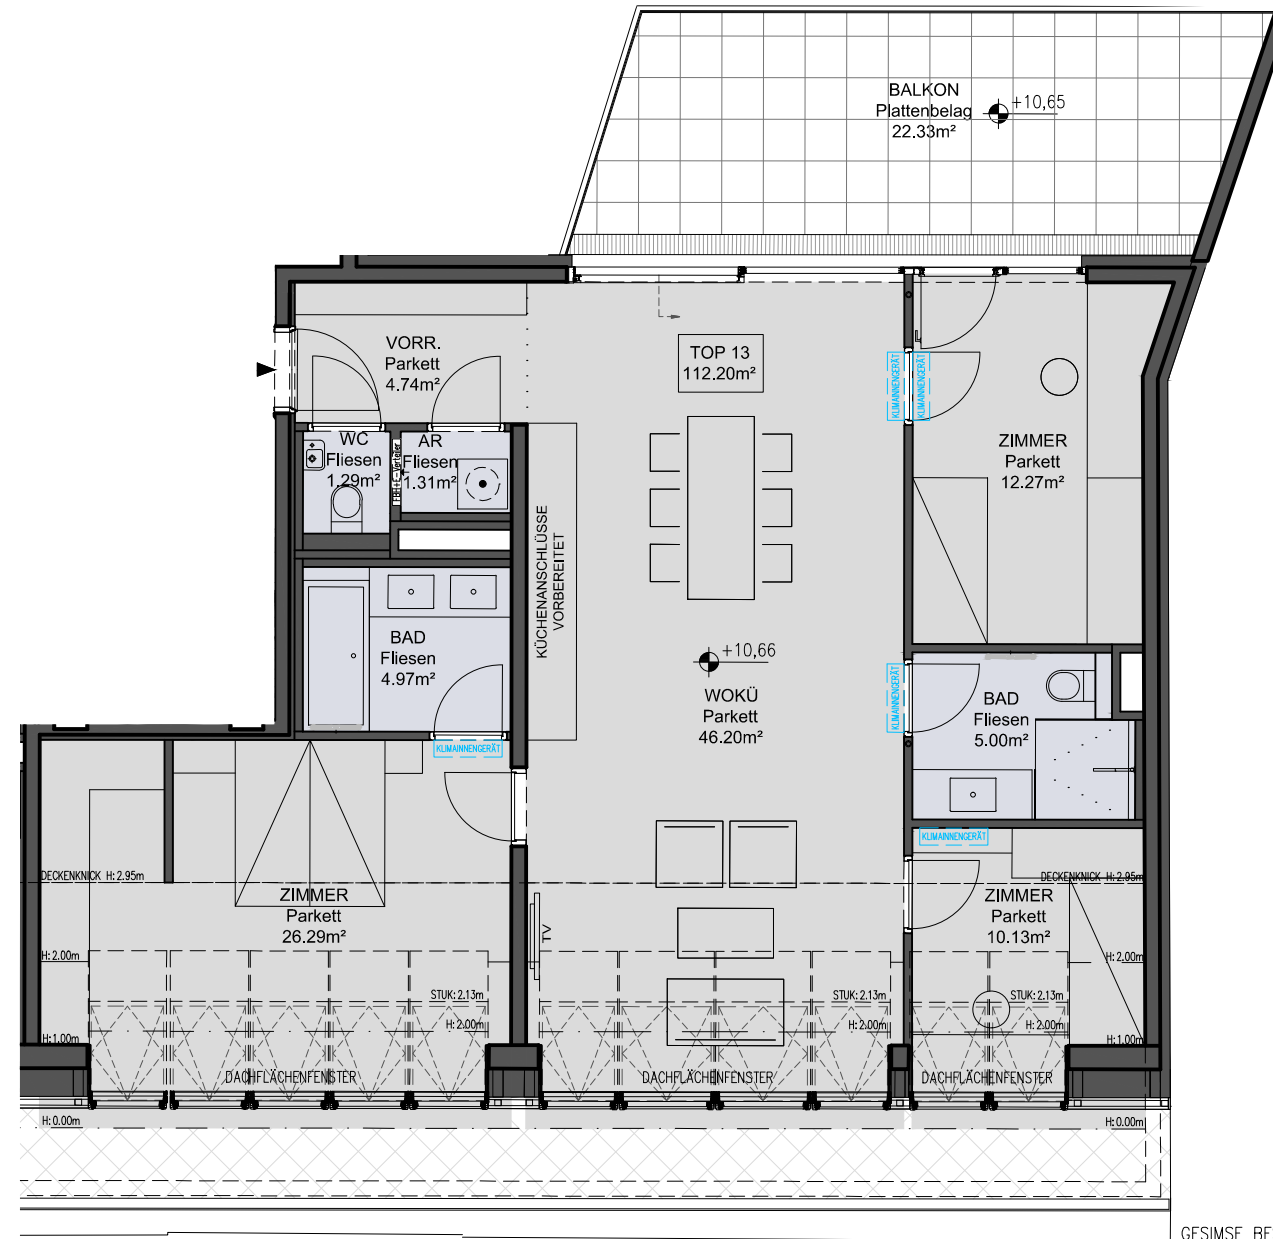 BALKON
Plattenbelag
22.33m²
+10,65
VORR.
Parkett
4.74m²
TOP 13
112.20m²
KLIMAINNENGERÄT
KLIMAINNENGERÄT
WC
Fliesen
1.29m²
AR
Fliesen
1.31m²
ZIMMER
Parkett
12.27m²
KÜCHENANSCHLÜSSE
VORBEREITET
BAD
Fliesen
4.97m²
+10,66
WOKÜ
Parkett
46.20m²
KLIMAINNENGERÄT
BAD
Fliesen
5.00m²
KLIMAINNENGERÄT
KLIMAINNENGERÄT
DECKENKNICK H: 2.95m
DECKENKNICK H: 2.95m
ZIMMER
Parkett
26.29m²
TV
ZIMMER
Parkett
10.13m²
H: 2.00m
H: 2.00m
STUK: 2.13m
STUK: 2.13m
STUK: 2.13m
H: 2.00m
H: 2.00m
H: 2.00m
H: 1.00m
H: 1.00m
DACHFLÄCHENFENSTER
DACHFLÄCHENFENSTER
DACHFLÄCHENFENSTER
H: 0.00m
H: 0.00m
GESIMSE BE